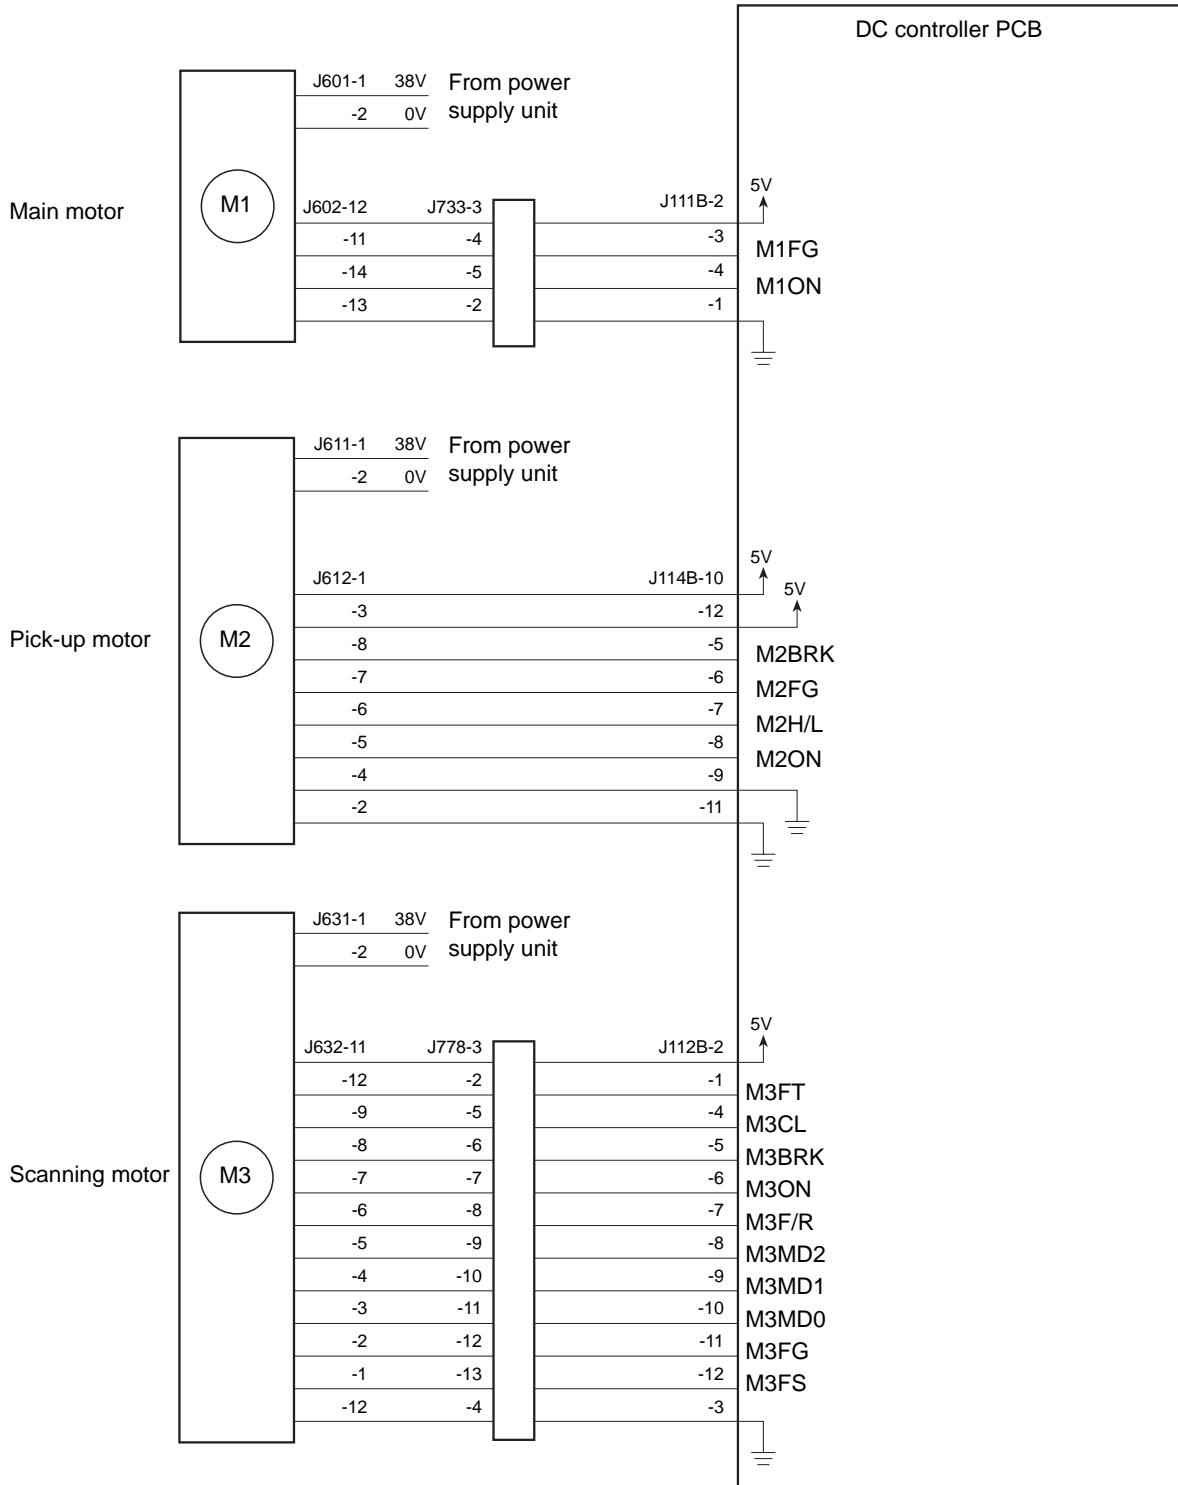 DC controller PCB
J601-1 38V From power
-2 0V supply unit
5V
Main motor M1 J602-12 J733-3 J111B-2
-11 -4 -3 M1FG
-14 -5 -4 M1ON
-13 -2 -1
J611-1 38V From power
-2 0V supply unit
5V
J612-1 J114B-10 5V
-3 -12
Pick-up motor M2 -8 -5 M2BRK
-7 -6 M2FG
-6 -7 M2H/L
-5 -8 M2ON
-4 -9
-2 -11
J631-1 38V From power
-2 0V supply unit
5V
J632-11 J778-3 J112B-2
-12 -2 -1 M3FT
-9 -5 -4 M3CL
-8 -6 -5 M3BRK
Scanning motor M3 -7 -7 -6 M3ON
-6 -8 -7 M3F/R
-5 -9 -8 M3MD2
-4 -10 -9 M3MD1
-3 -11 -10 M3MD0
-2 -12 -11 M3FG
-1 -13 -12 M3FS
-12 -4 -3